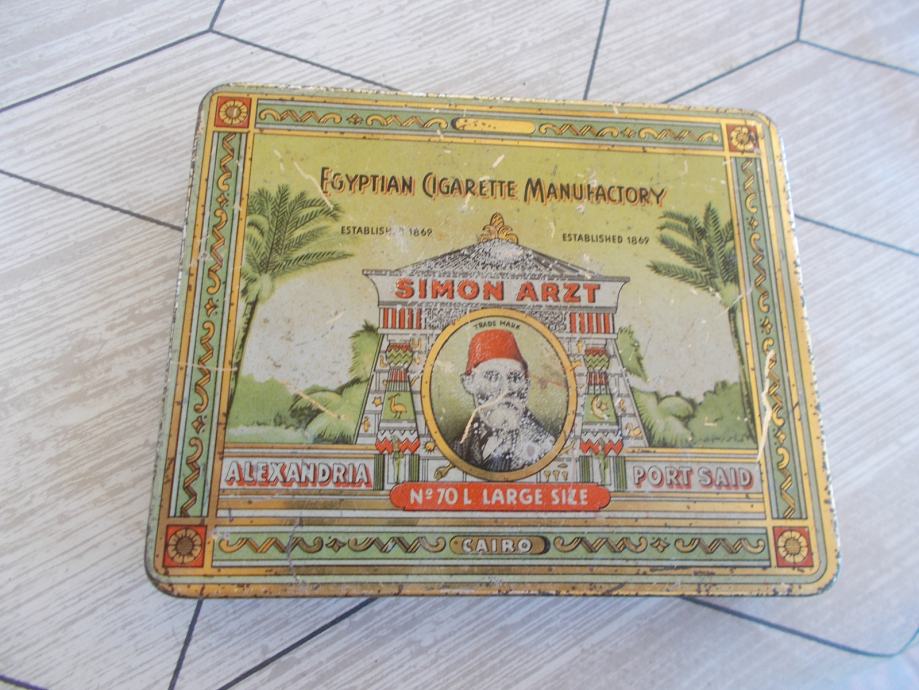 EGYPTIAN CIGARETTE MANUFACTORY
ESTABLISHED 1869
ESTABLISHED 1869
SIMON ARZT
TRADE MARK
ALEXANDRIA
PORT SAID
Nº 70 L LARGE SIZE
CAIRO